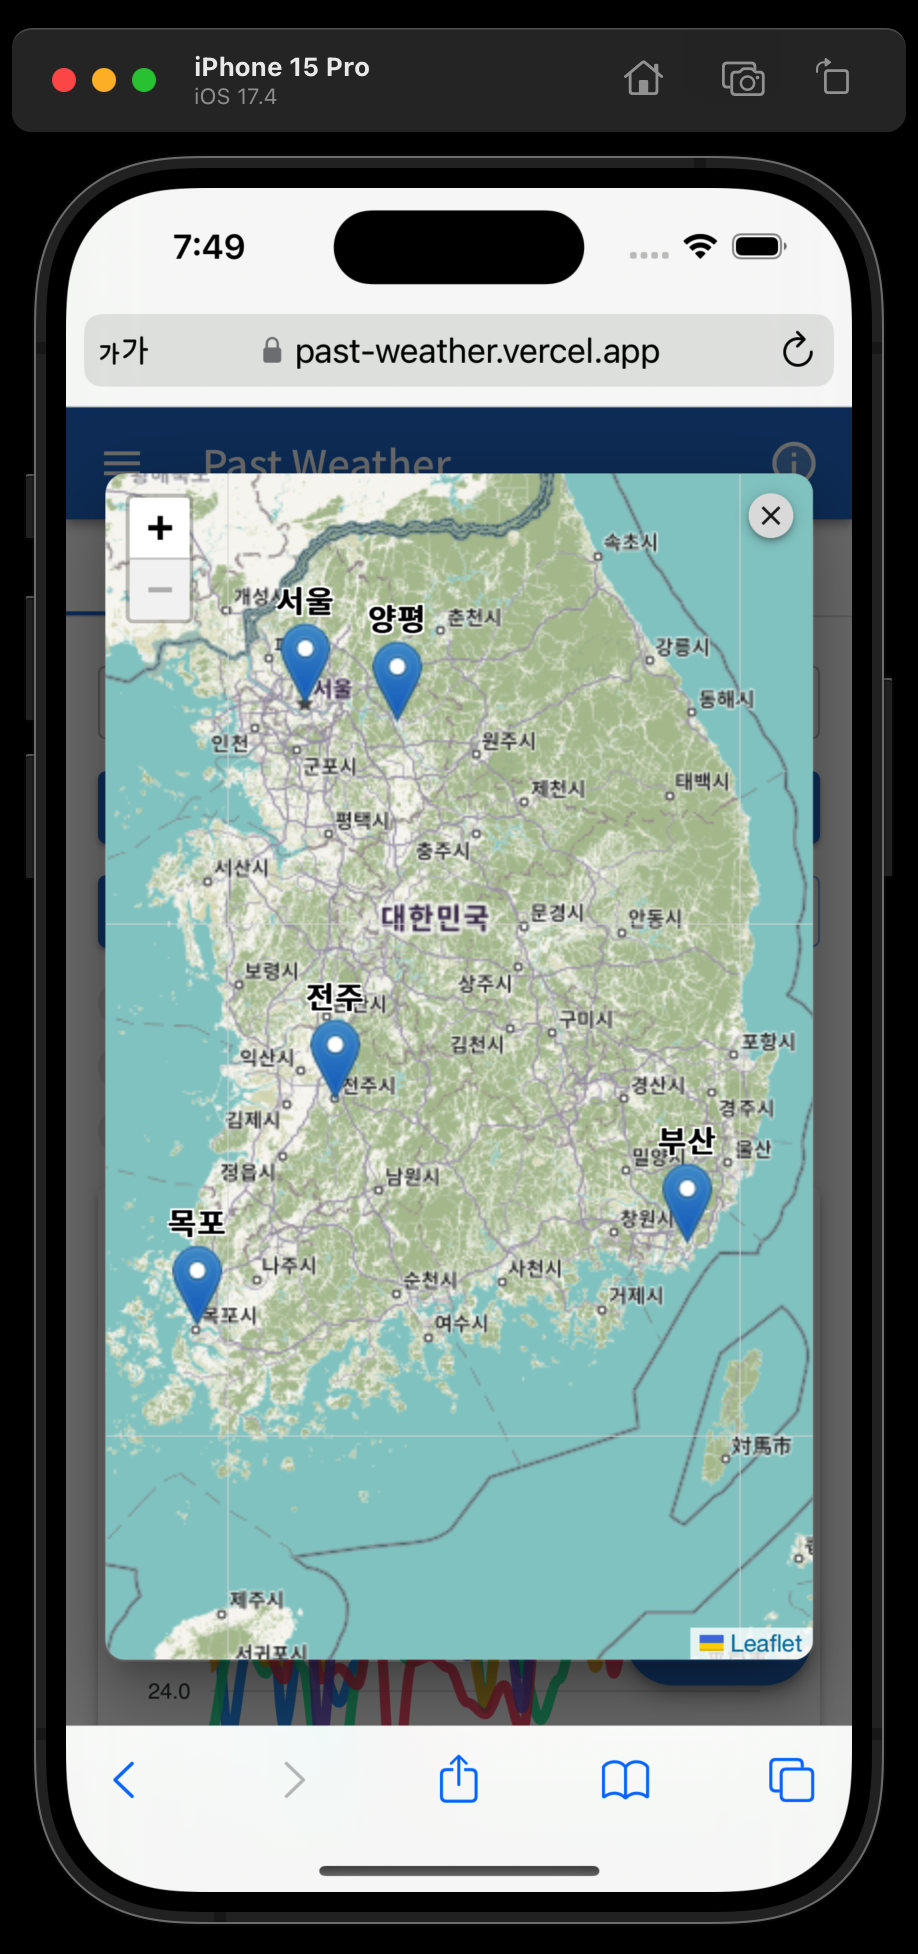 iPhone 15 Pro
iOS 17.4
7:49
가가
past-weather.vercel.app
Past Weather
+
속초시
−
개성시
서울
양평
춘천시
강릉시
서울
동해시
인천
원주시
군포시
태백시
제천시
평택시
충주시
서산시
대한민국
문경시
안동시
보령시
상주시
전주
구미시
김천시
포항시
익산시
전주시
경산시
김제시
경주시
부산
울산
밀양시
정읍시
남원시
목포
창원시
나주시
사천시
순천시
거제시
목포시
여수시
対馬市
제주시
서귀포시
Leaflet
24.0